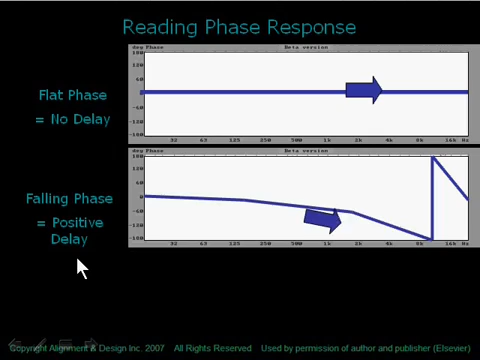 Reading Phase Response
deg Phase Beta version
180
120
60
0
-60
-120
-180
32 63 125 250 500 1k 2k 4k 8k 16k Hz
Flat Phase
= No Delay
deg Phase Beta version
180
120
60
0
-60
-120
-180
32 63 125 250 500 1k 2k 4k 8k 16k Hz
Falling Phase
= Positive
Delay
Copyright Alignment & Design Inc. 2007 All Rights Reserved Used by permission of author and publisher (Elsevier)